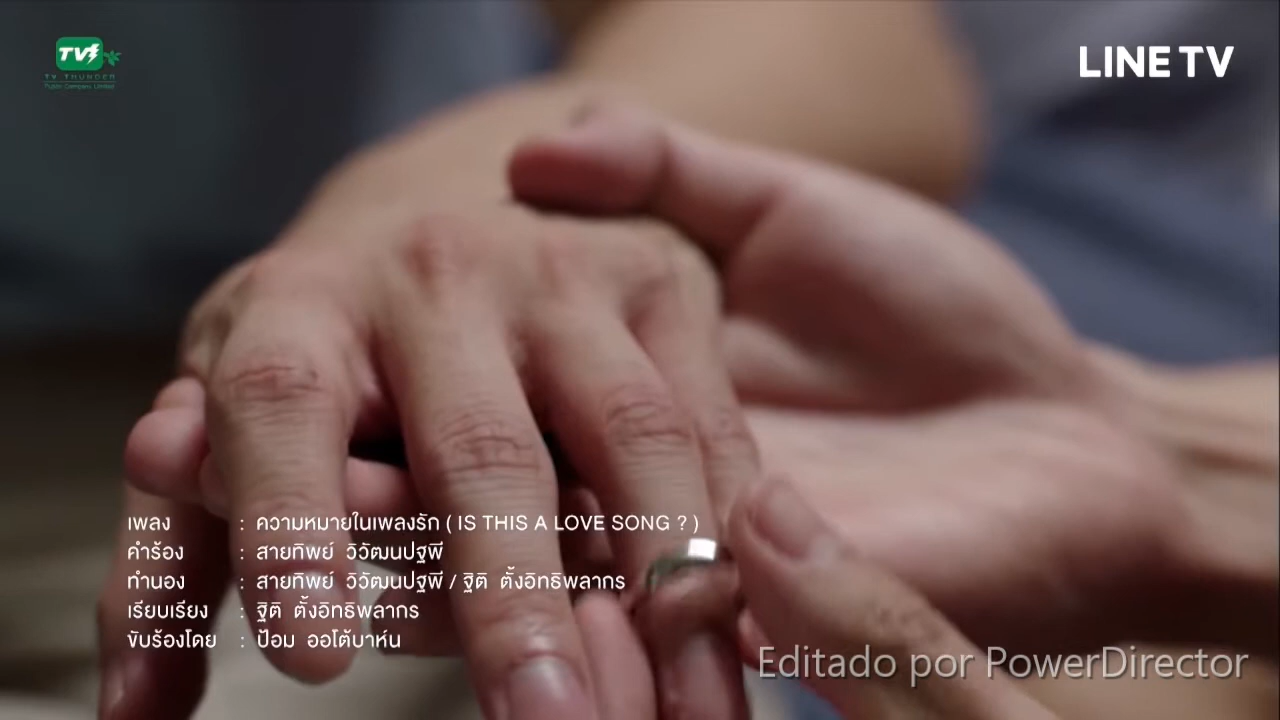 TV
TV THUNDER
Public Company Limited
LINE TV
เพลง : ความหมายในเพลงรัก ( IS THIS A LOVE SONG ? )
คำร้อง : สายทิพย์ วิวัฒนปฐพี
ทำนอง : สายทิพย์ วิวัฒนปฐพี / ฐิติ ตั้งอิทธิพลากร
เรียบเรียง : ฐิติ ตั้งอิทธิพลากร
ขับร้องโดย : ป้อม ออโต้บาห์น
Editado por PowerDirector